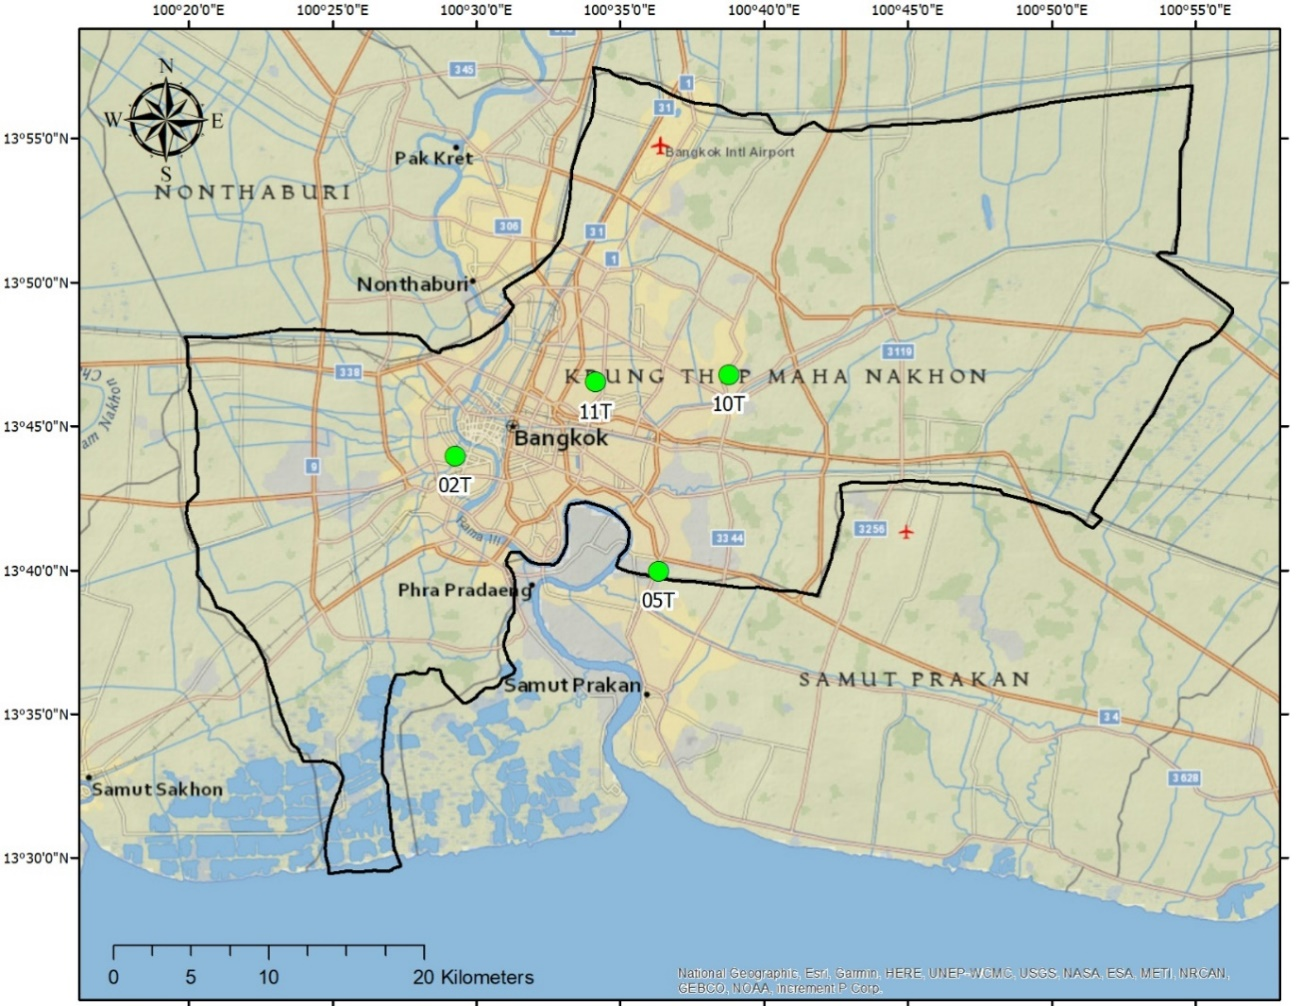 100°20'0"E 100°25'0"E 100°30'0"E 100°35'0"E 100°40'0"E 100°45'0"E 100°50'0"E 100°55'0"E
N
W E
S
345
1
31
13°55'0"N
Pak Kret
Bangkok Intl Airport
NONTHABURI
306
31
1
13°50'0"N
Nonthaburi
3119
338
KRUNG THEP MAHA NAKHON
11T
10T
Nakhon
13°45'0"N
Bangkok
9
02T
Rama III
3344
3256
13°40'0"N
Phra Pradaeng
05T
Samut Prakan
SAMUT PRAKAN
13°35'0"N
34
3628
Samut Sakhon
13°30'0"N
0 5 10 20 Kilometers
National Geographic, Esri, Garmin, HERE, UNEP-WCMC, USGS, NASA, ESA, METI, NRCAN,
GEBCO, NOAA, increment P Corp.